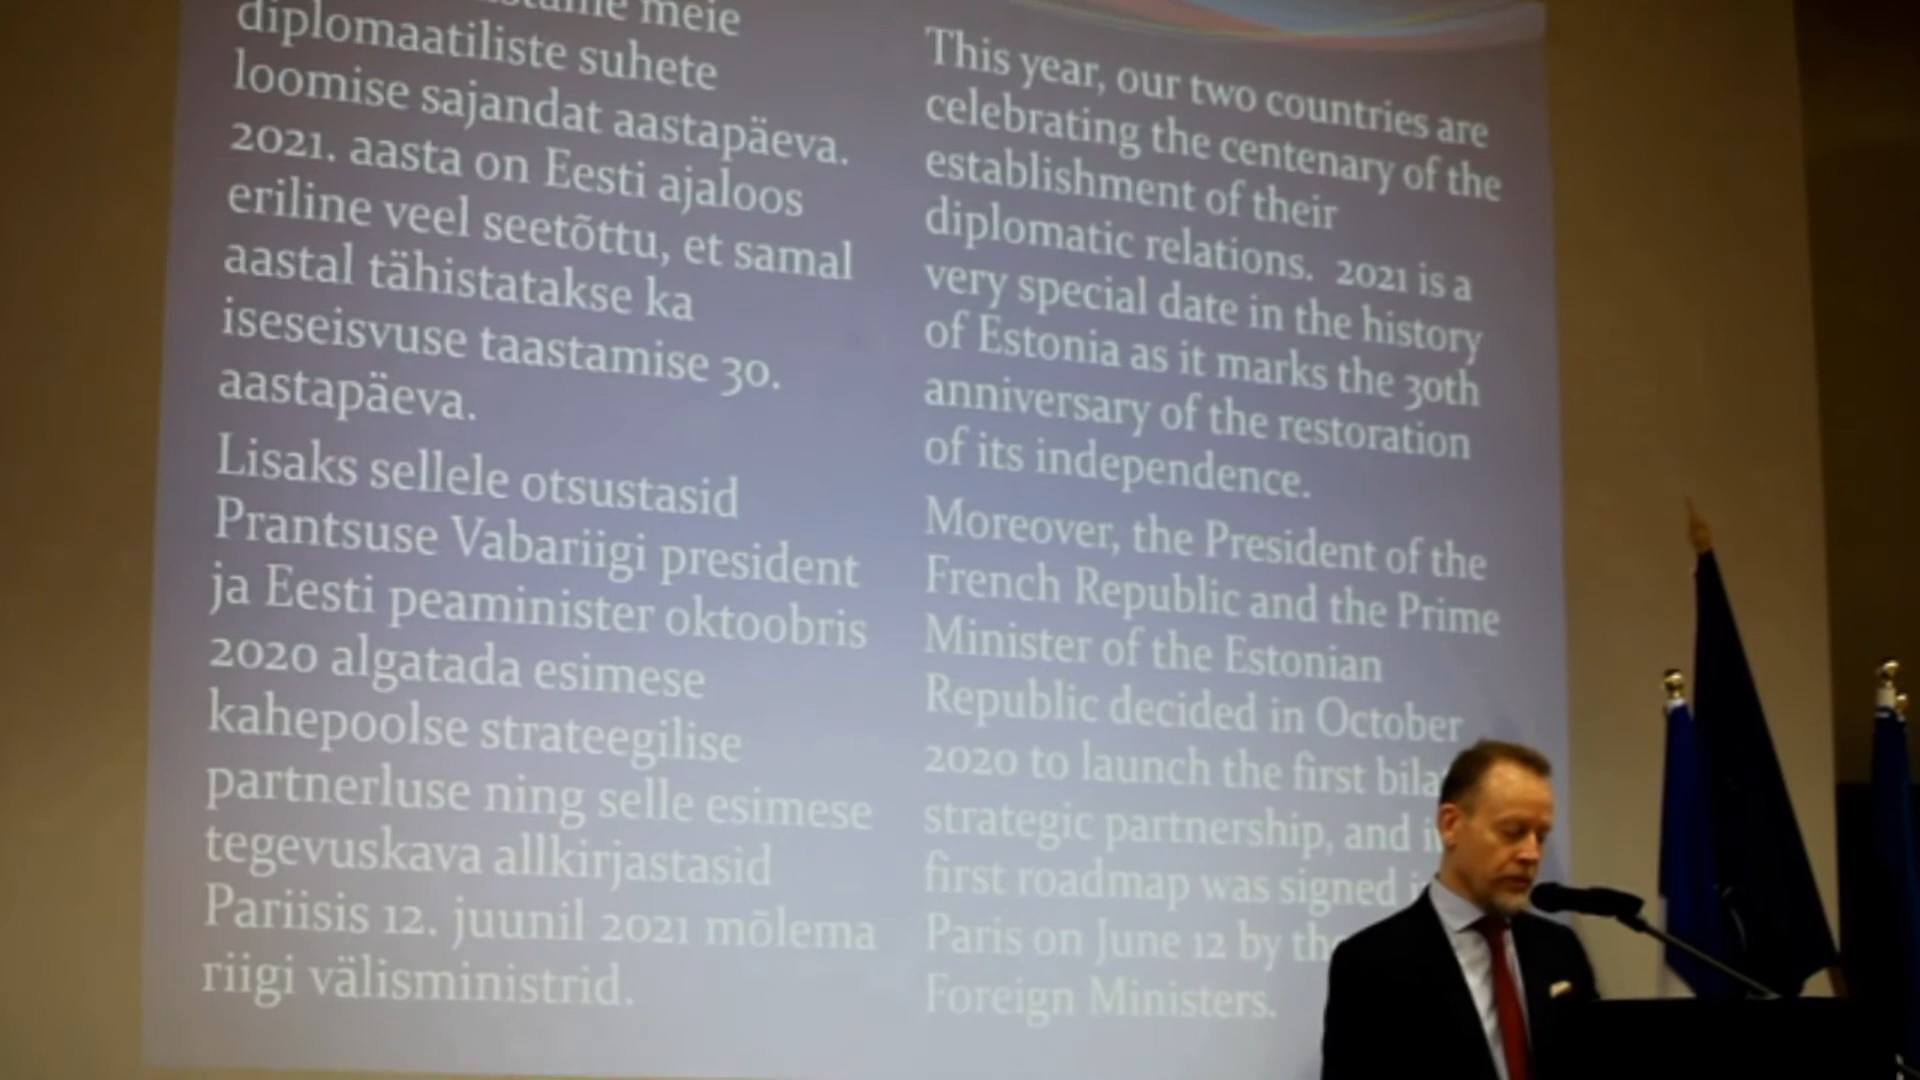 meie
diplomaatiliste suhete
loomise sajandat aastapäeva.
2021. aasta on Eesti ajaloos
eriline veel seetõttu, et samal
aastal tähistatakse ka
iseseisvuse taastamise 30.
aastapäeva.
Lisaks sellele otsustasid
Prantsuse Vabariigi president
ja Eesti peaminister oktoobris
2020 algatada esimese
kahepoolse strateegilise
partnerluse ning selle esimese
tegevuskava allkirjastasid
Pariisis 12. juunil 2021 mõlema
riigi välisministrid.
This year, our two countries are
celebrating the centenary of the
establishment of their
diplomatic relations. 2021 is a
very special date in the history
of Estonia as it marks the 30th
anniversary of the restoration
of its independence.
Moreover, the President of the
French Republic and the Prime
Minister of the Estonian
Republic decided in October
2020 to launch the first
strategic partnership, and
first roadmap was signed
Paris on June 12 by
Foreign Ministers.